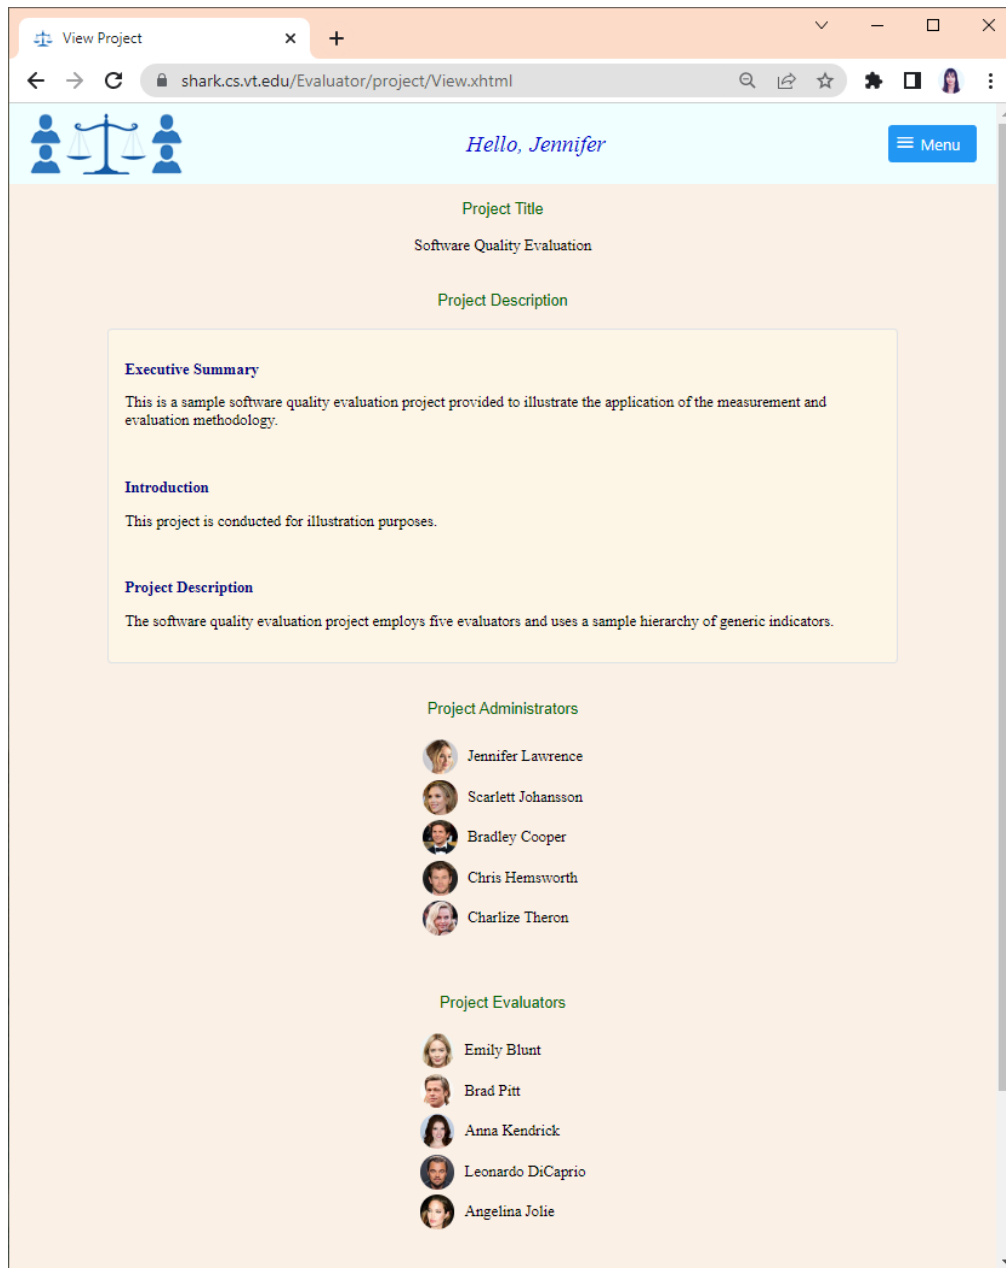 View Project
shark.cs.vt.edu/Evaluator/project/View.xhtml
Hello, Jennifer
Menu
Project Title
Software Quality Evaluation
Project Description
Executive Summary
This is a sample software quality evaluation project provided to illustrate the application of the measurement and
evaluation methodology.
Introduction
This project is conducted for illustration purposes.
Project Description
The software quality evaluation project employs five evaluators and uses a sample hierarchy of generic indicators.
Project Administrators
Jennifer Lawrence
Scarlett Johansson
Bradley Cooper
Chris Hemsworth
Charlize Theron
Project Evaluators
Emily Blunt
Brad Pitt
Anna Kendrick
Leonardo DiCaprio
Angelina Jolie